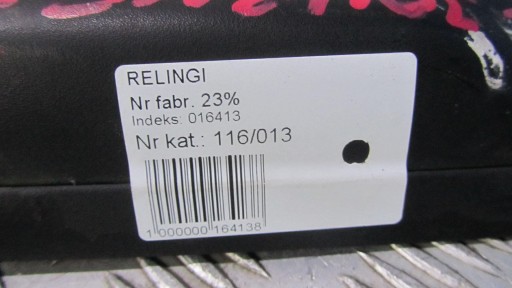 RELINGI
Nr fabr. 23%
Indeks: 016413
Nr kat.: 116/013
1 000000 164138